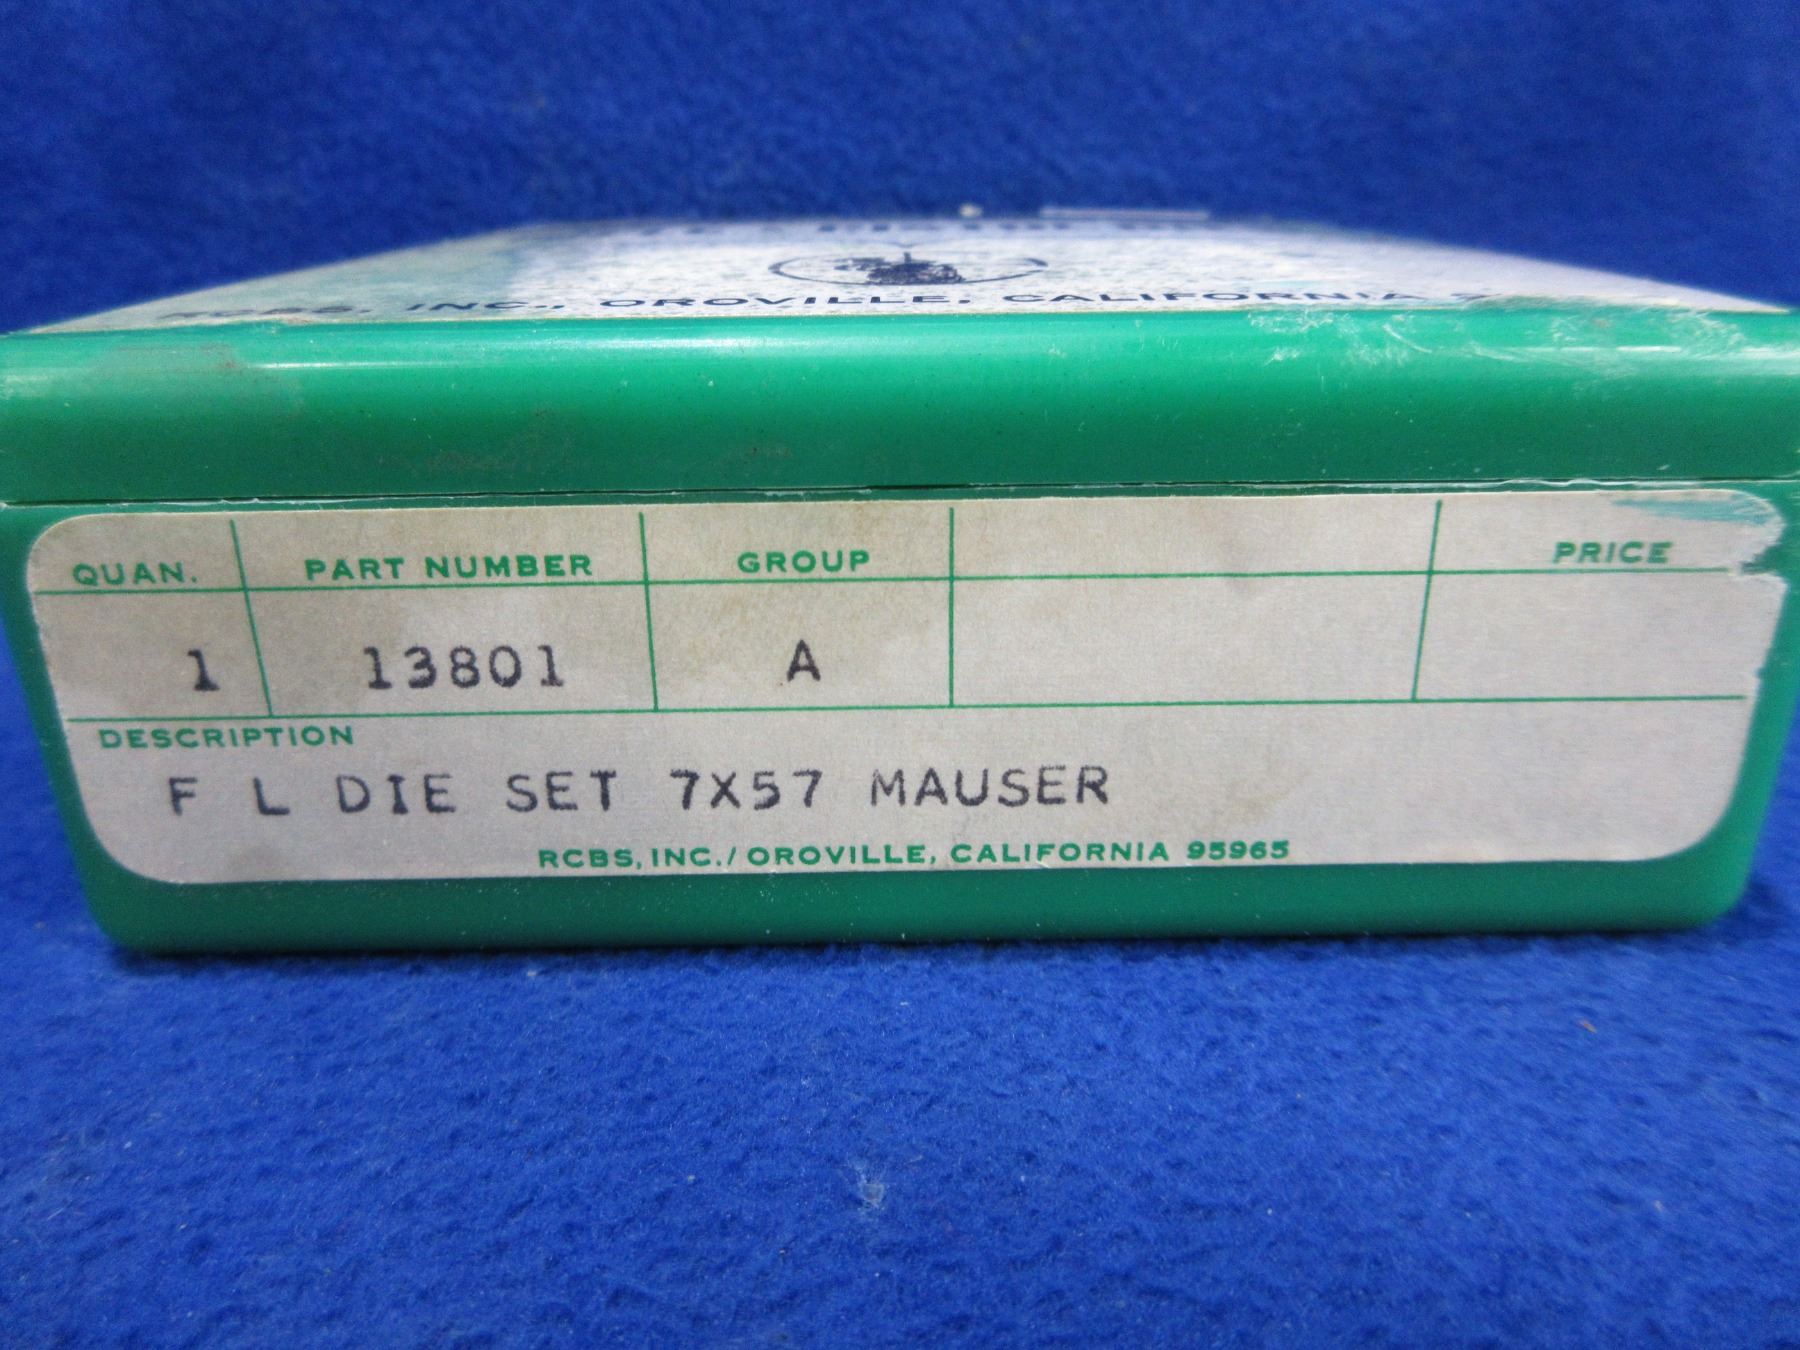 RCBS, INC., OROVILLE, CALIFORNIA
QUAN. PART NUMBER GROUP PRICE
1 13801 A
DESCRIPTION
F L DIE SET 7X57 MAUSER
RCBS, INC./OROVILLE, CALIFORNIA 95965